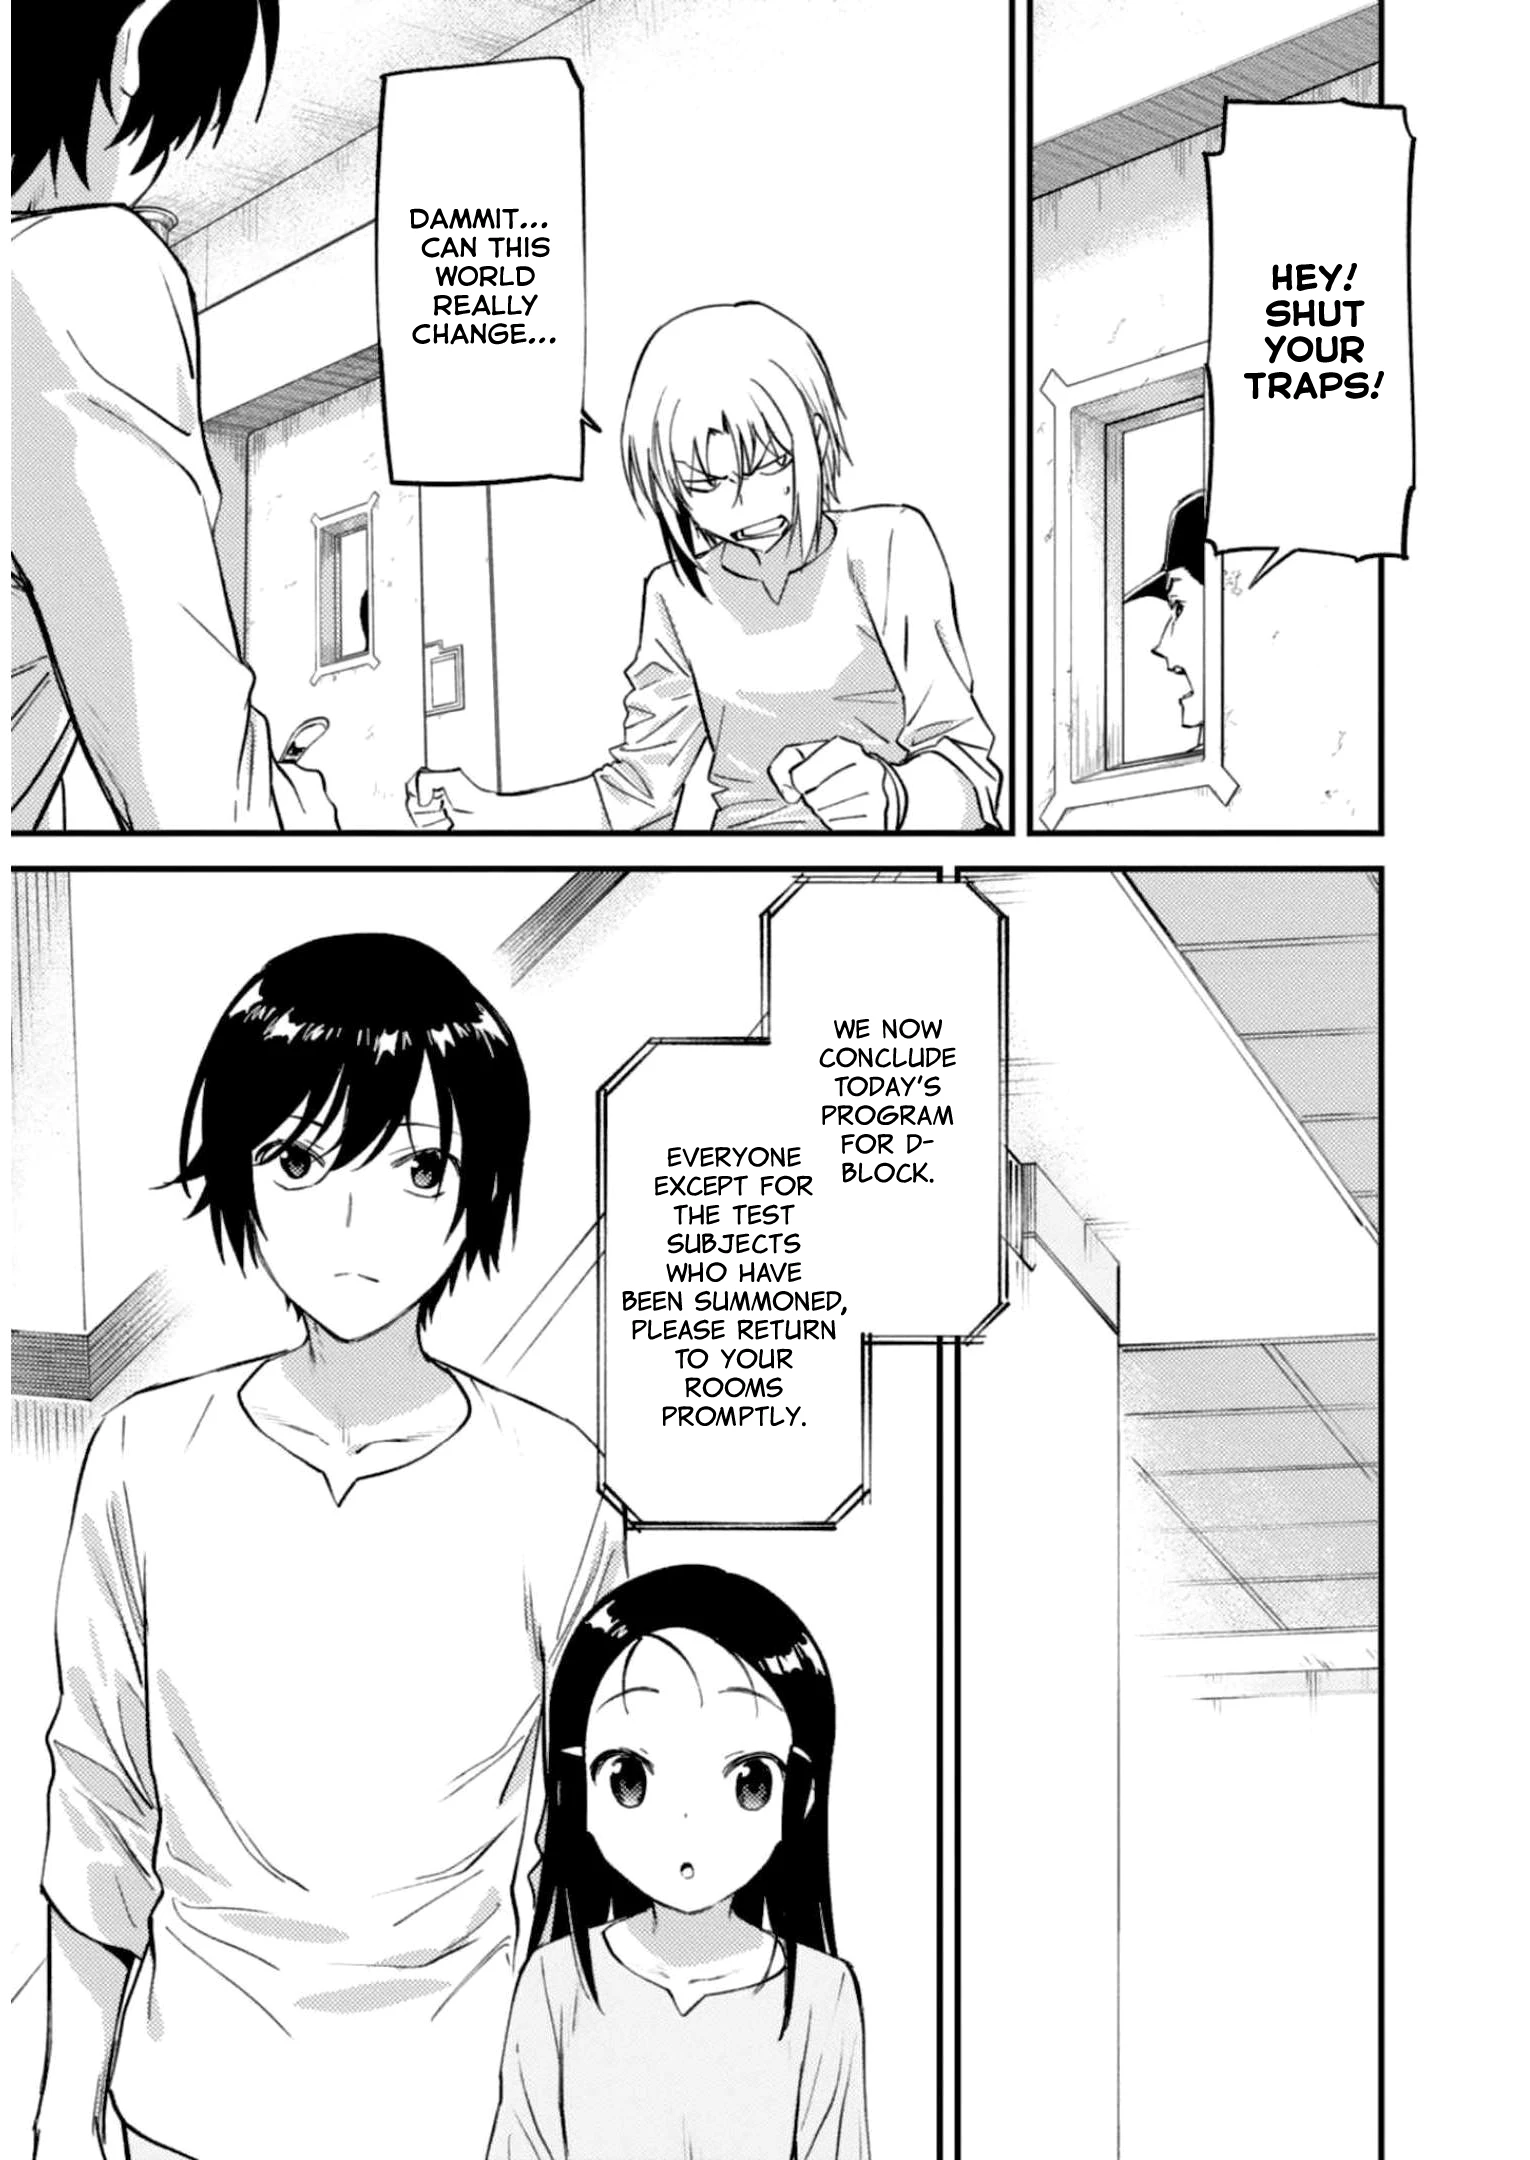 HEY!
SHUT
YOUR
TRAPS!
DAMMIT...
CAN THIS
WORLD
REALLY
CHANGE...
WE NOW
CONCLUDE
TODAY'S
PROGRAM
FOR D-
BLOCK.
EVERYONE
EXCEPT FOR
THE TEST
SUBJECTS
WHO HAVE
BEEN SUMMONED,
PLEASE RETURN
TO YOUR
ROOMS
PROMPTLY.